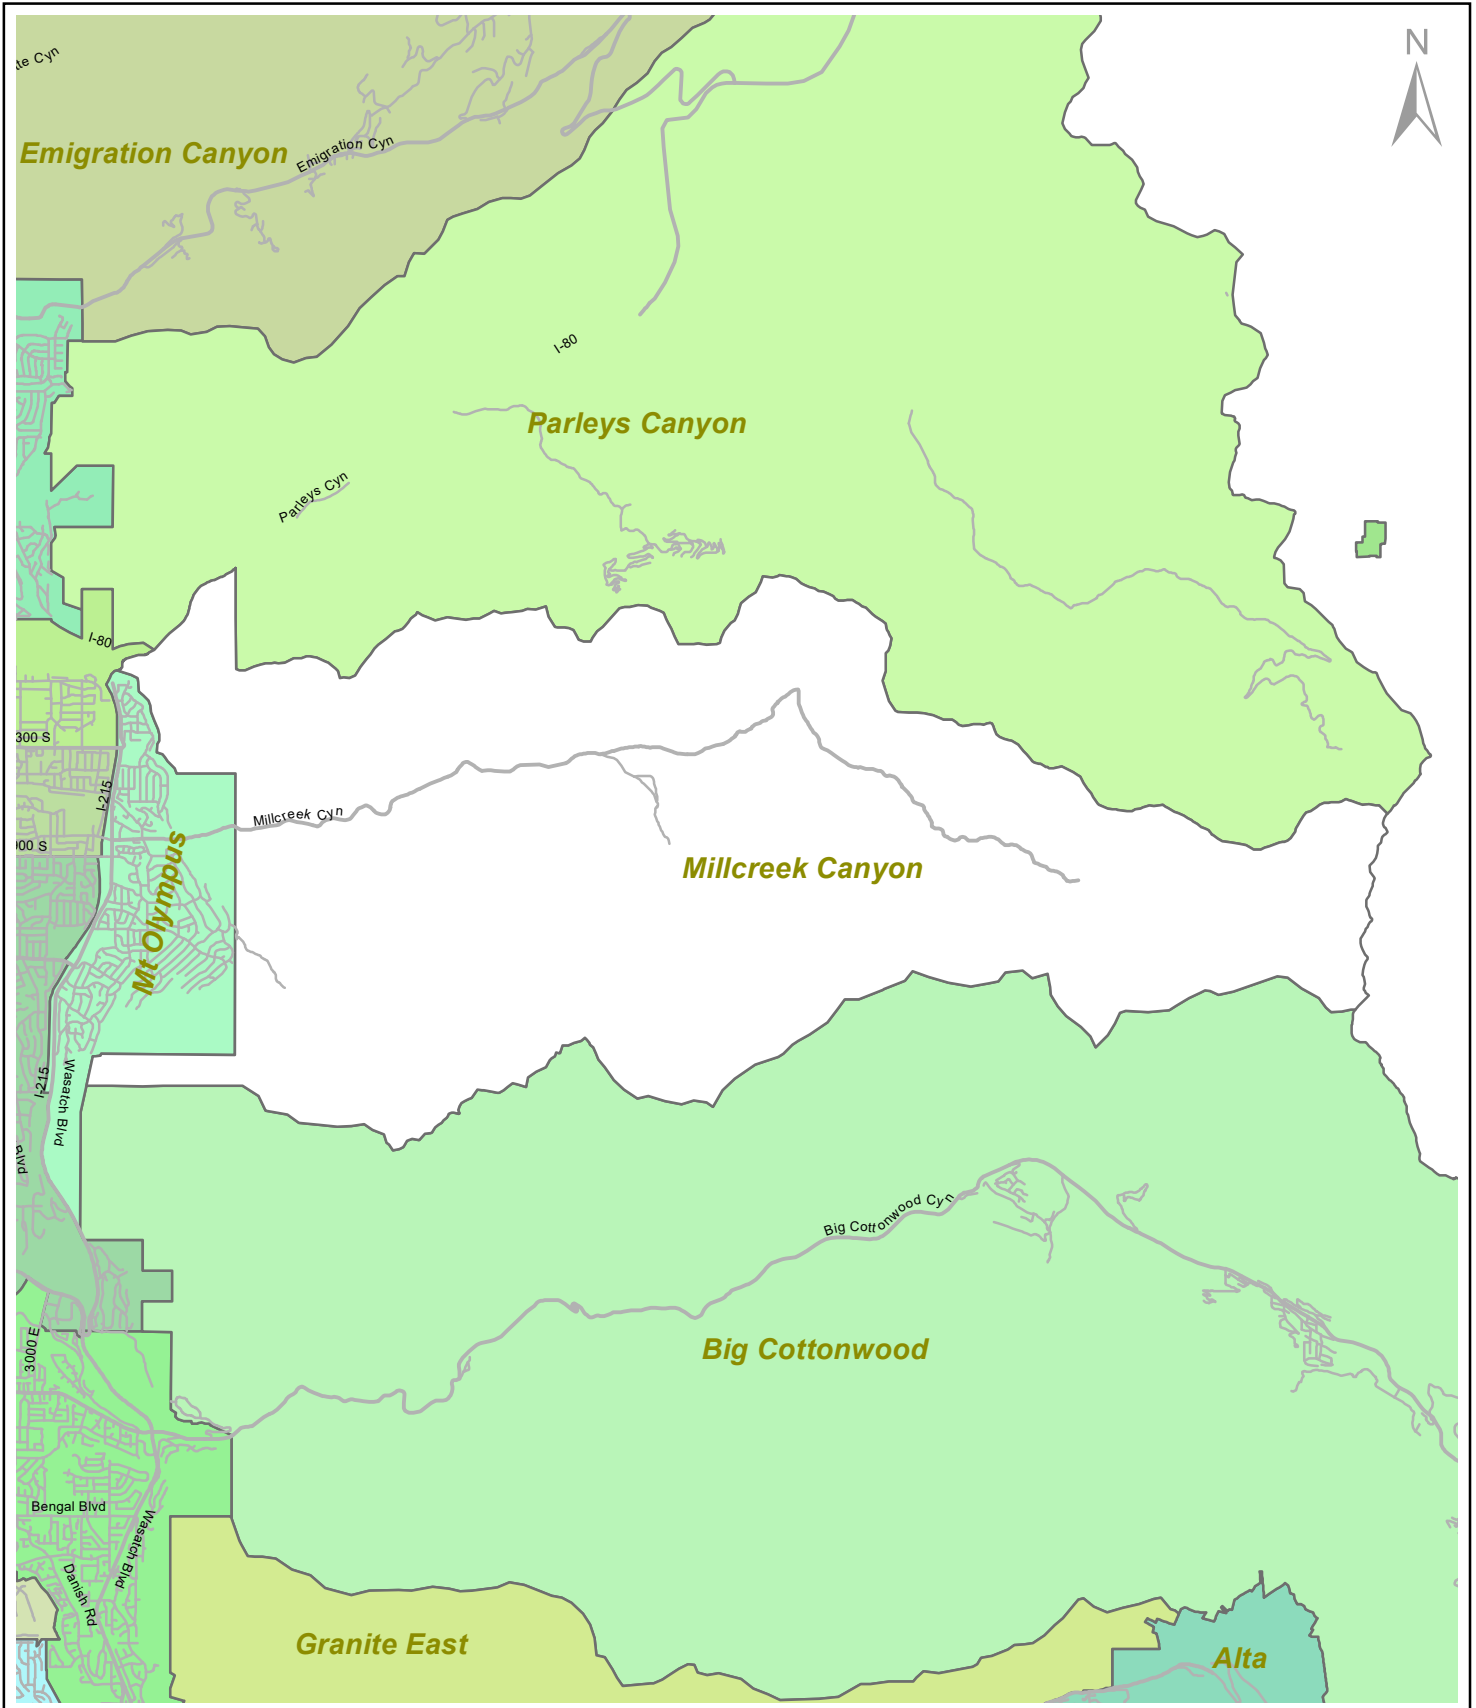 N
Emigration Canyon
Emigration Cyn
I-80
Parleys Canyon
Parleys Cyn
I-80
300 S
I-215
Millcreek Cyn
Millcreek Canyon
Mt Olympus
I-215
Wasatch Blvd
Blvd
Big Cottonwood Cyn
3000 E
Big Cottonwood
Bengal Blvd
Wasatch Blvd
Danish Rd
Granite East
Alta